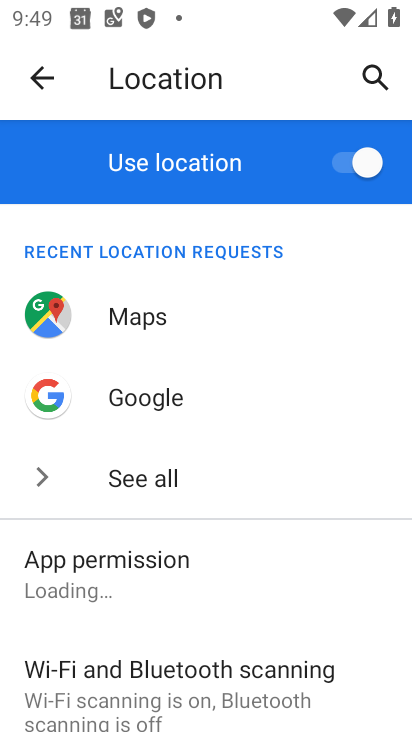 9:49
Location
Use location
RECENT LOCATION REQUESTS
Maps
Google
See all
App permission
Loading…
Wi-Fi and Bluetooth scanning
Wi-Fi scanning is on, Bluetooth
scanning is off